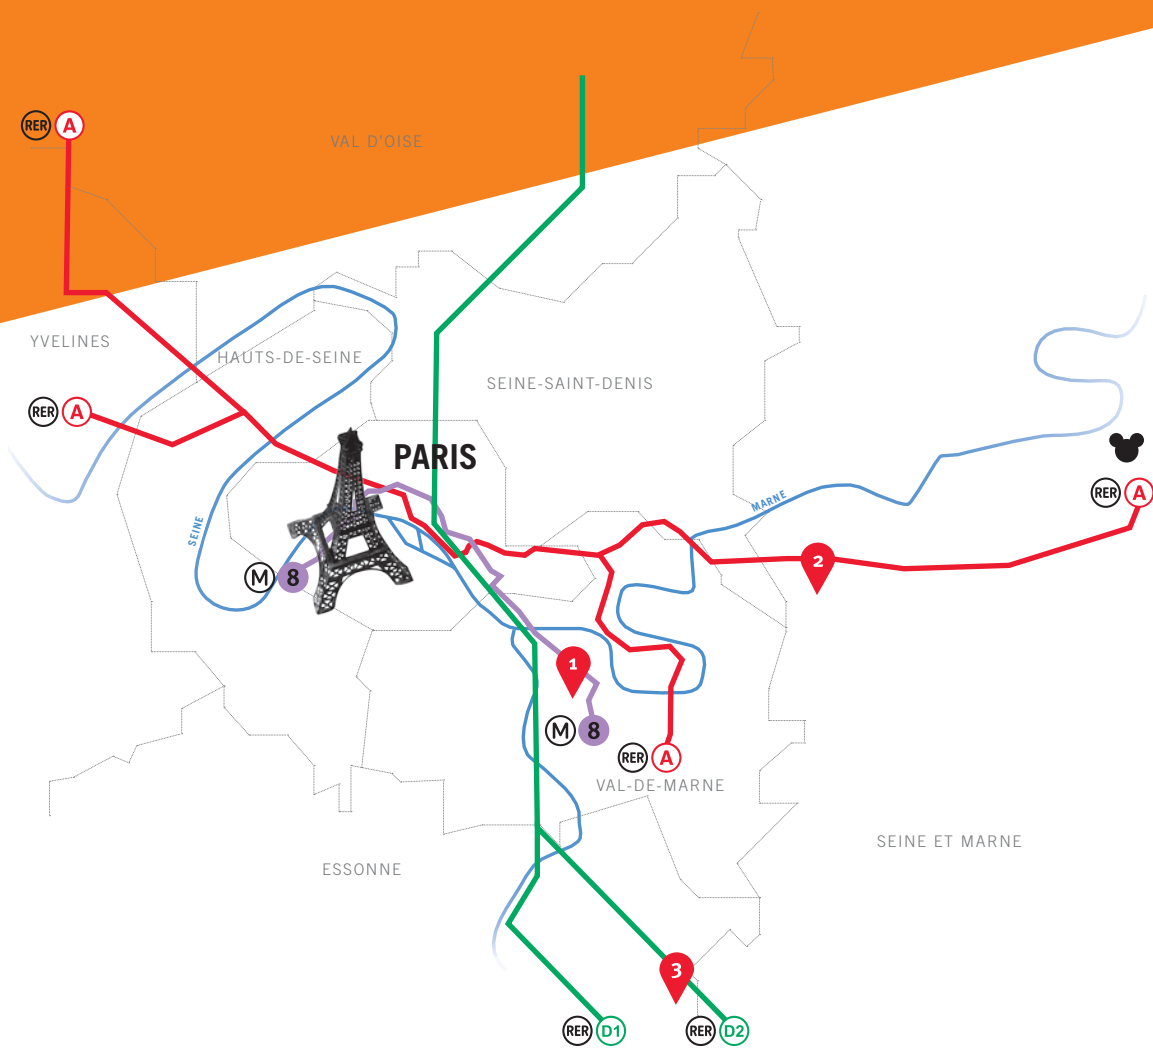 RER A
VAL D'OISE
YVELINES
HAUTS-DE-SEINE
SEINE-SAINT-DENIS
RER A
PARIS
RER A
MARNE
SEINE
2
M 8
1
M 8
RER A
VAL-DE-MARNE
SEINE ET MARNE
ESSONNE
3
RER D1
RER D2